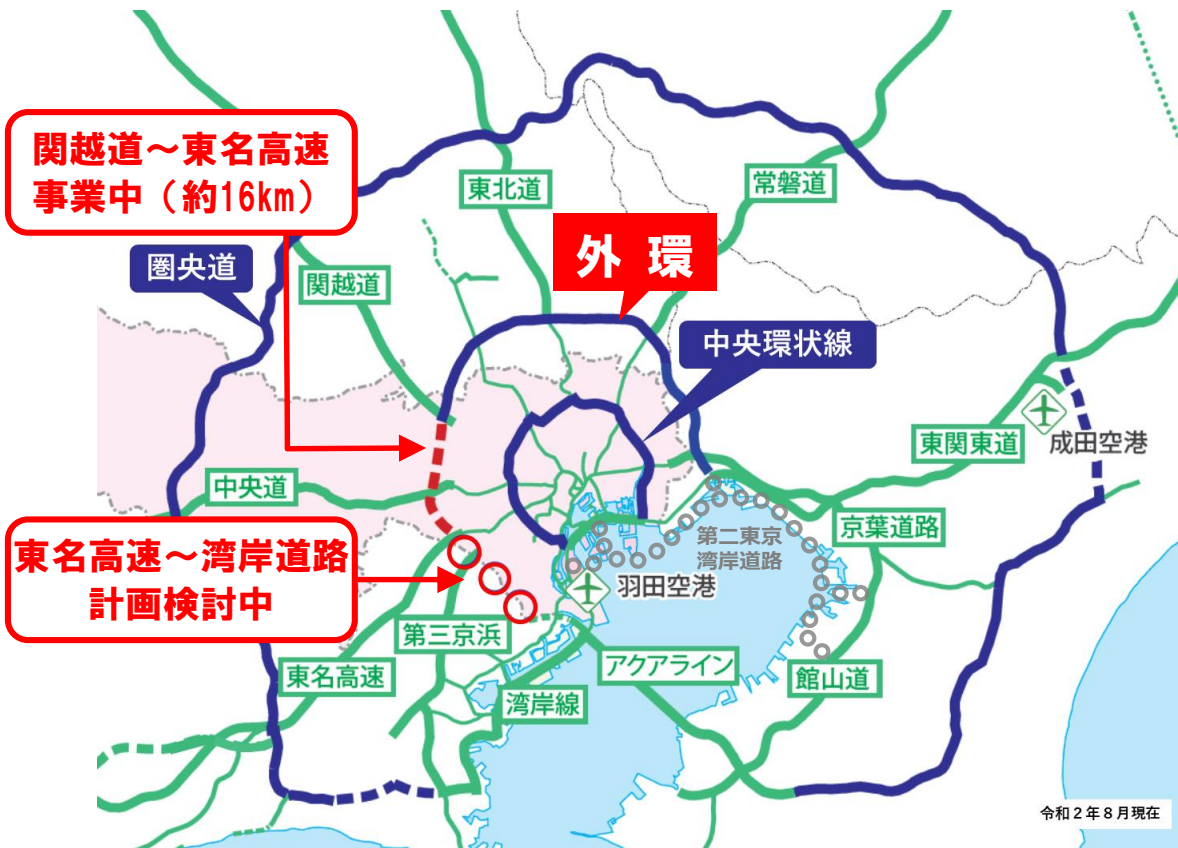 関越道～東名高速
事業中（約16km）
東北道
常磐道
外環
圏央道
関越道
中央環状線
東関東道
成田空港
中央道
京葉道路
第二東京
湾岸道路
東名高速～湾岸道路
計画検討中
羽田空港
第三京浜
アクアライン
東名高速
館山道
湾岸線
令和２年８月現在